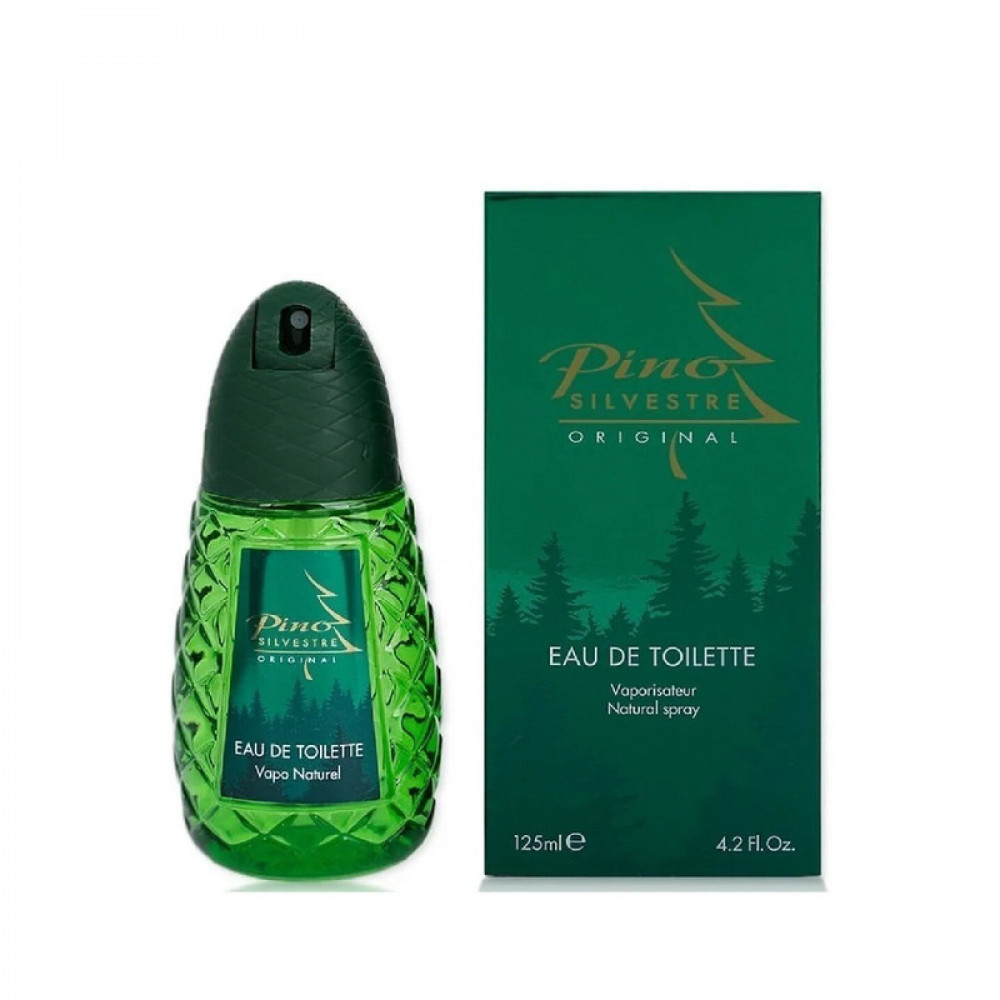 Pino
SILVESTRE
ORIGINAL
EAU DE TOILETTE
Vapo Naturel
Pino
SILVESTRE
ORIGINAL
EAU DE TOILETTE
Vaporisateur
Natural spray
125ml℮ 4.2 Fl.Oz.